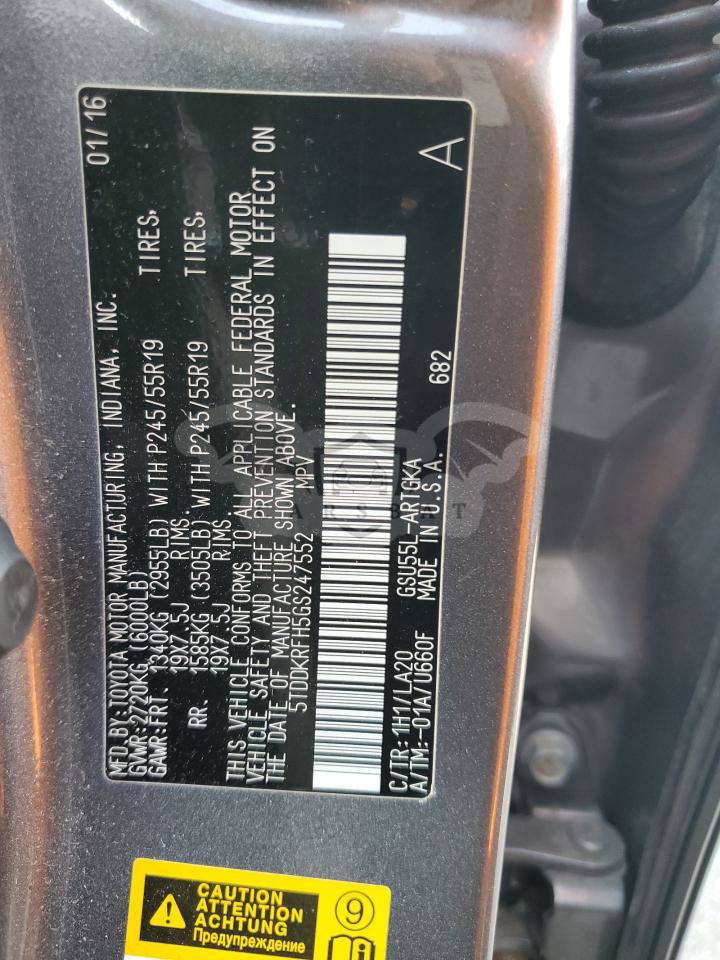 MFD. BY: TOYOTA MOTOR MANUFACTURING, INDIANA, INC. 01/16
GVWR: 2720KG (6000LB)
GAWR: FRT. 1340KG (2955LB) WITH P245/55R19 TIRES,
19X7.5J RIMS
RR. 1585KG (3505LB) WITH P245/55R19 TIRES,
19X7.5J RIMS
THIS VEHICLE CONFORMS TO ALL APPLICABLE FEDERAL MOTOR
VEHICLE SAFETY AND THEFT PREVENTION STANDARDS IN EFFECT ON
THE DATE OF MANUFACTURE SHOWN ABOVE.
5TDDKRFH5GS247552 MPV
C/TR: 1H1/LA20 GSU55L-ARTGKA A
A/TM: -01A/U660F MADE IN U.S.A. 682
CAUTION
ATTENTION
ACHTUNG
Предупреждение
9